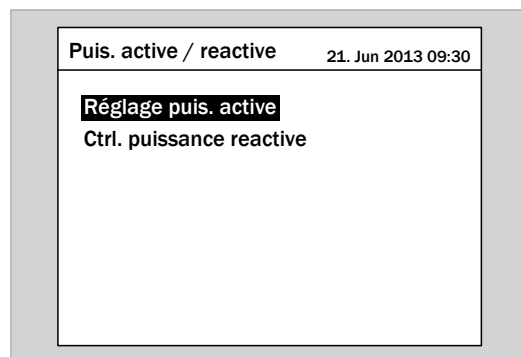 Puis. active / reactive
21. Jun 2013 09:30
Réglage puis. active
Ctrl. puissance reactive